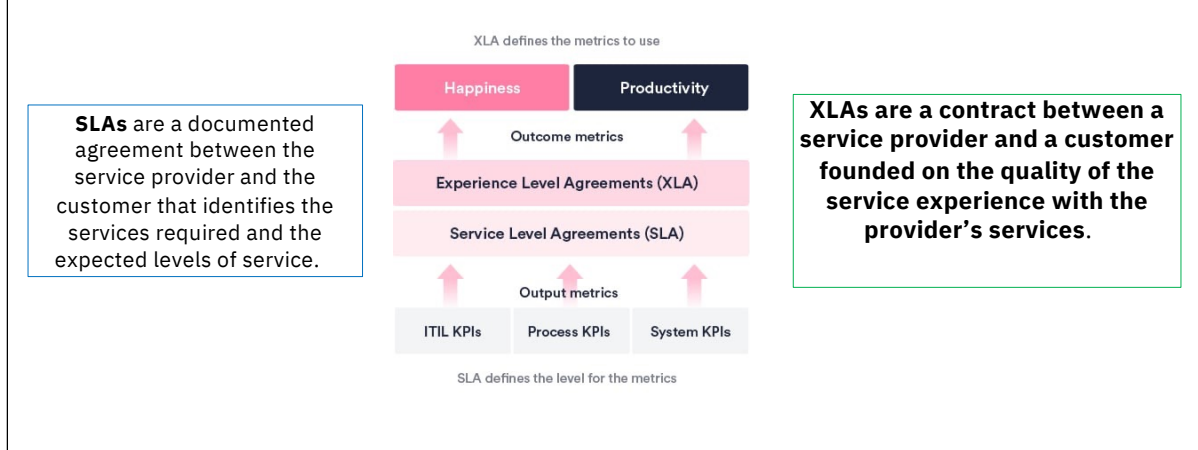 SLAs are a documented
agreement between the
service provider and the
customer that identifies the
services required and the
expected levels of service.
XLA defines the metrics to use
Happiness
Productivity
Outcome metrics
Experience Level Agreements (XLA)
Service Level Agreements (SLA)
Output metrics
ITIL KPIs
Process KPIs
System KPIs
SLA defines the level for the metrics
XLAs are a contract between a
service provider and a customer
founded on the quality of the
service experience with the
provider’s services.